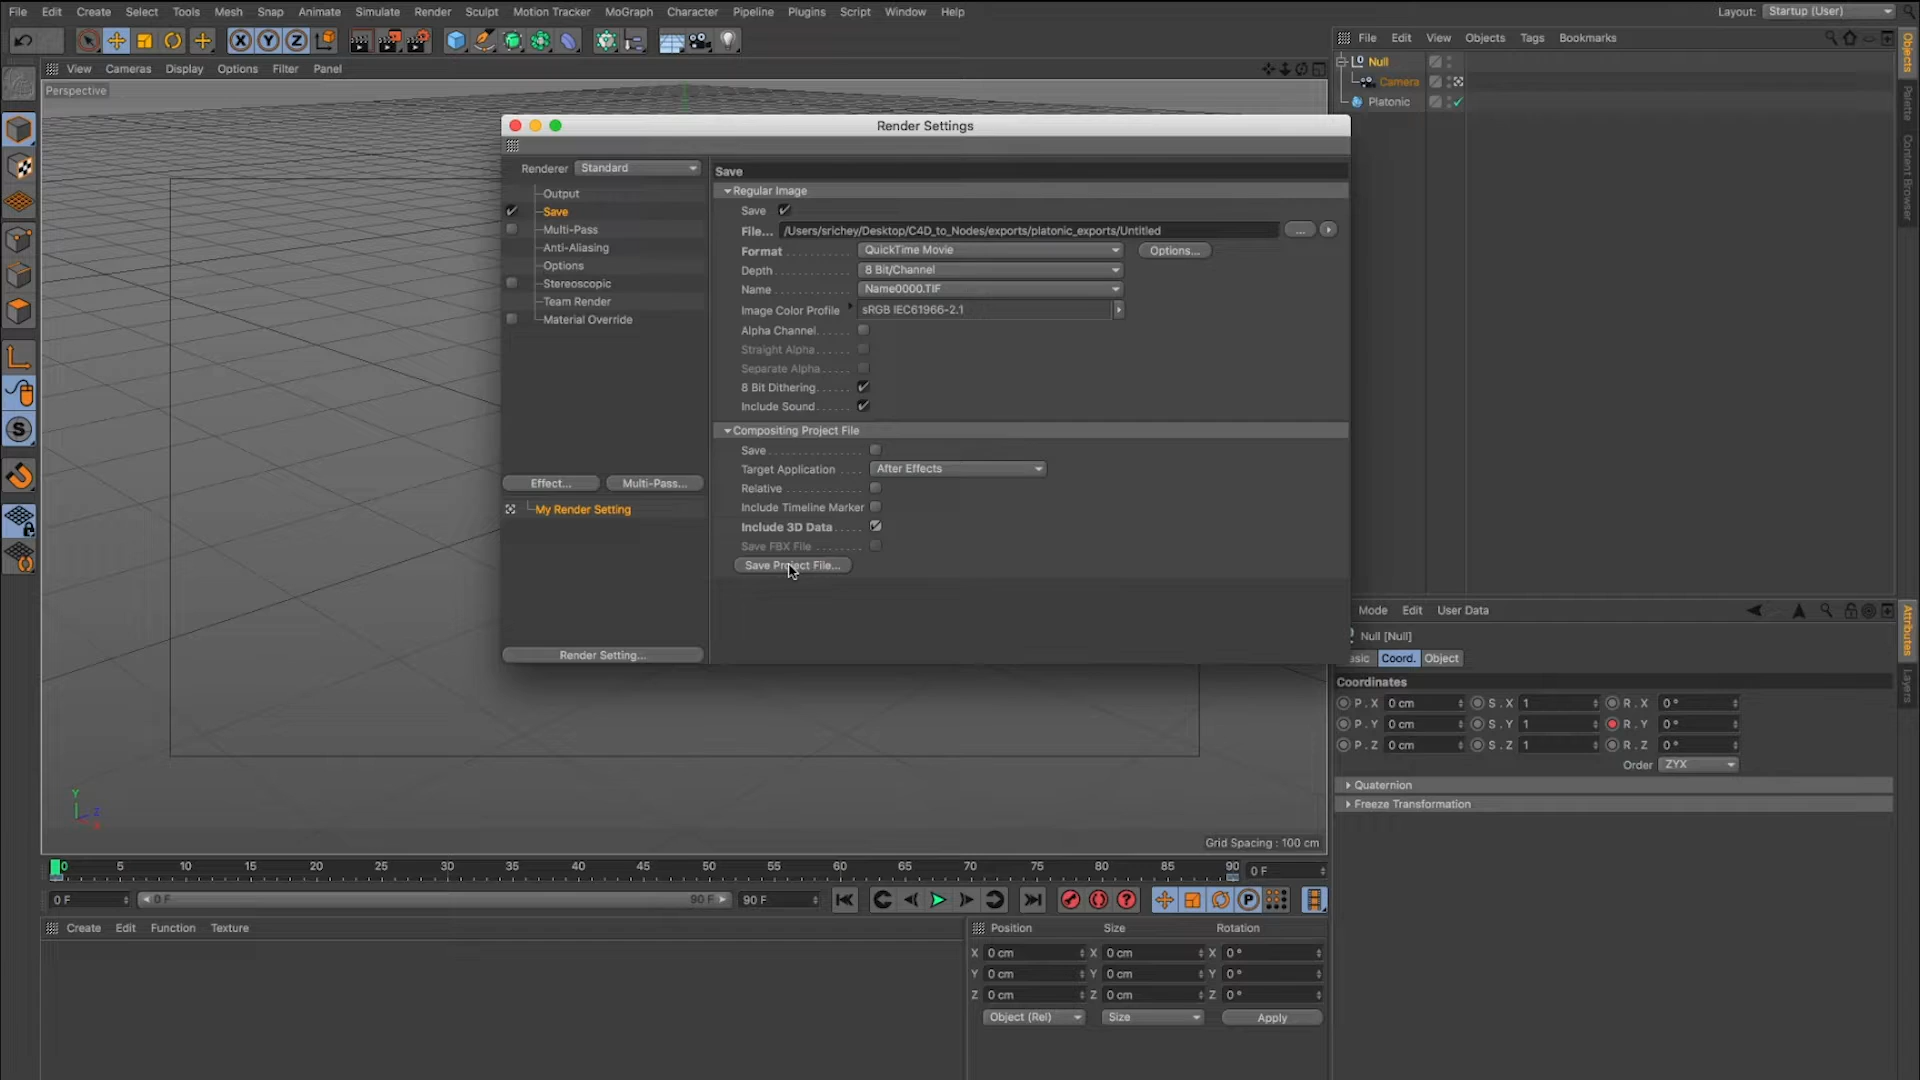 File Edit Create Select Tools Mesh Snap Animate Simulate Render Sculpt Motion Tracker MoGraph Character Pipeline Plugins Script Window Help Layout: Startup (User)
X Y Z
File Edit View Objects Tags Bookmarks
Objects
Palette
Content Browser
View Cameras Display Options Filter Panel
Perspective
Null
Camera
Platonic
Render Settings
Renderer Standard
Output
Save
Multi-Pass
Anti-Aliasing
Options
Stereoscopic
Team Render
Material Override
Effect... Multi-Pass...
My Render Setting
Render Setting...
Save
Regular Image
Save
File... /Users/srichey/Desktop/C4D_to_Nodes/exports/platonic_exports/Untitled ...
Format QuickTime Movie Options...
Depth 8 Bit/Channel
Name Name0000.TIF
Image Color Profile sRGB IEC61966-2.1
Alpha Channel
Straight Alpha
Separate Alpha
8 Bit Dithering
Include Sound
Compositing Project File
Save
Target Application After Effects
Relative
Include Timeline Marker
Include 3D Data
Save FBX File
Save Project File...
Mode Edit User Data
Attributes
Layers
Null [Null]
asic Coord. Object
Coordinates
P . X 0 cm S . X 1 R . X 0 °
P . Y 0 cm S . Y 1 R . Y 0 °
P . Z 0 cm S . Z 1 R . Z 0 °
Order ZYX
Quaternion
Freeze Transformation
Y
Z
X
Grid Spacing : 100 cm
0 5 10 15 20 25 30 35 40 45 50 55 60 65 70 75 80 85 90 0 F
0 F 0 F 90 F 90 F P
Create Edit Function Texture
Position Size Rotation
X 0 cm X 0 cm X 0 °
Y 0 cm Y 0 cm Y 0 °
Z 0 cm Z 0 cm Z 0 °
Object (Rel) Size Apply